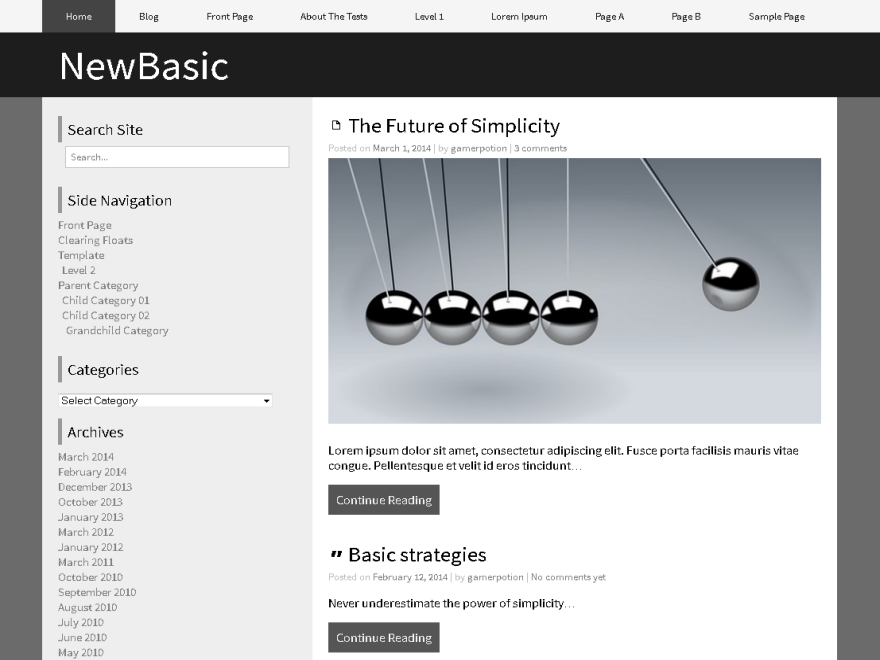 Home Blog Front Page About The Tests Level 1 Lorem Ipsum Page A Page B Sample Page
NewBasic
Search Site
Search...
Side Navigation
Front Page
Clearing Floats
Template
Level 2
Parent Category
Child Category 01
Child Category 02
Grandchild Category
Categories
Select Category
Archives
March 2014
February 2014
December 2013
October 2013
January 2013
March 2012
January 2012
March 2011
October 2010
September 2010
August 2010
July 2010
June 2010
May 2010
The Future of Simplicity
Posted on March 1, 2014 | by gamerpotion | 3 comments
Lorem ipsum dolor sit amet, consectetur adipiscing elit. Fusce porta facilisis mauris vitae
congue. Pellentesque et velit id eros tincidunt…
Continue Reading
Basic strategies
Posted on February 12, 2014 | by gamerpotion | No comments yet
Never underestimate the power of simplicity…
Continue Reading